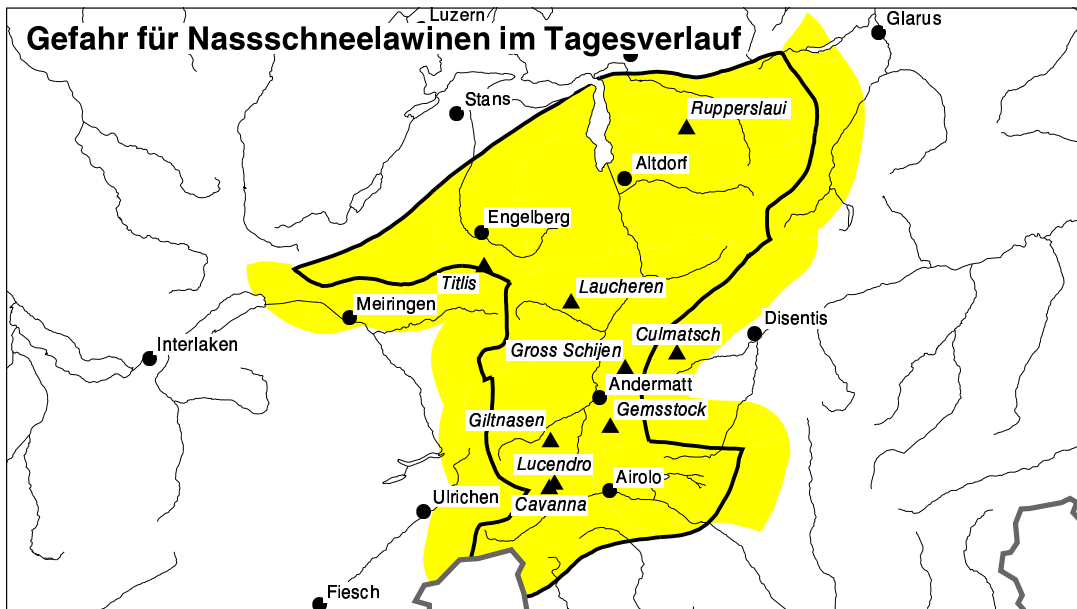 Luzern
Glarus
Gefahr für Nassschneelawinen im Tagesverlauf
Stans
Rupperslaui
Altdorf
Engelberg
Titlis
Laucheren
Meiringen
Disentis
Culmatsch
Interlaken
Gross Schijen
Andermatt
Gemsstock
Giltnasen
Lucendro
Airolo
Ulrichen
Cavanna
Fiesch